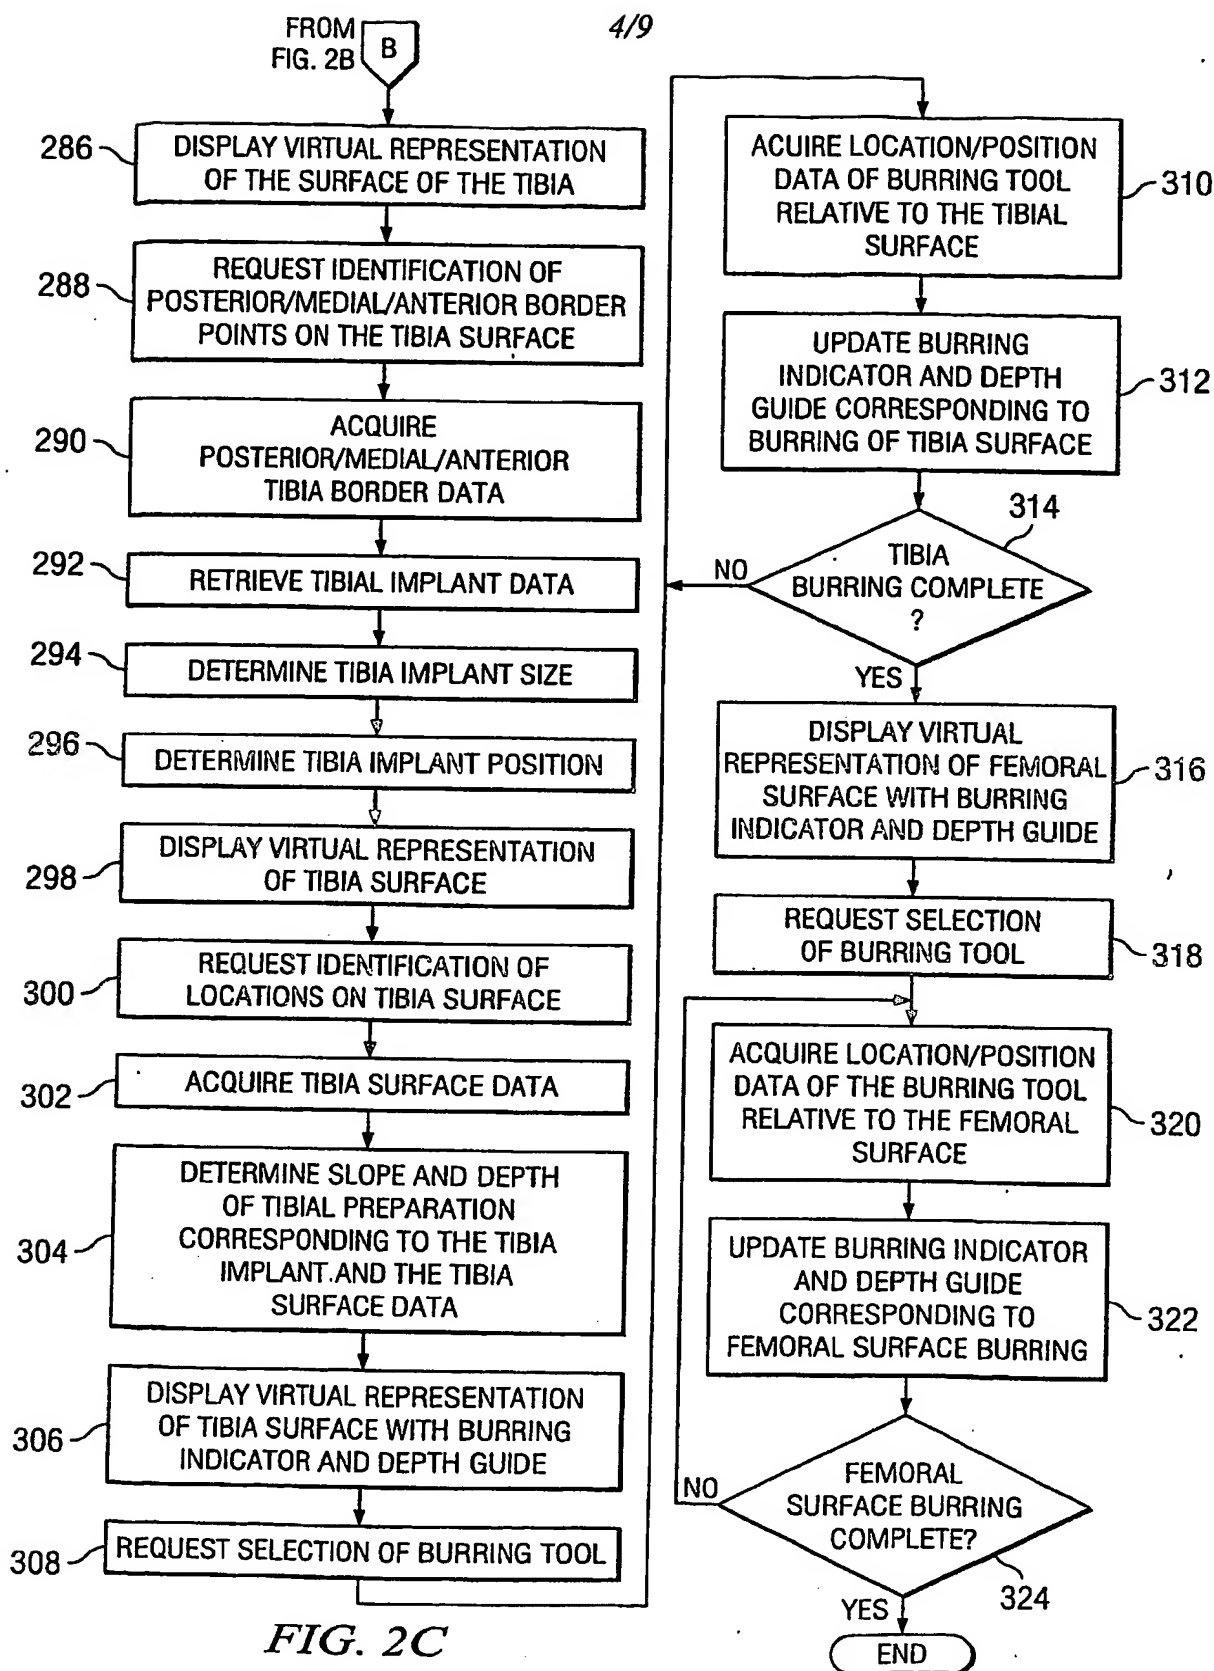 4/9
FROM
FIG. 2B
B
286
DISPLAY VIRTUAL REPRESENTATION
OF THE SURFACE OF THE TIBIA
288
REQUEST IDENTIFICATION OF
POSTERIOR/MEDIAL/ANTERIOR BORDER
POINTS ON THE TIBIA SURFACE
290
ACQUIRE
POSTERIOR/MEDIAL/ANTERIOR
TIBIA BORDER DATA
292
RETRIEVE TIBIAL IMPLANT DATA
294
DETERMINE TIBIA IMPLANT SIZE
296
DETERMINE TIBIA IMPLANT POSITION
298
DISPLAY VIRTUAL REPRESENTATION
OF TIBIA SURFACE
300
REQUEST IDENTIFICATION OF
LOCATIONS ON TIBIA SURFACE
302
ACQUIRE TIBIA SURFACE DATA
304
DETERMINE SLOPE AND DEPTH
OF TIBIAL PREPARATION
CORRESPONDING TO THE TIBIA
IMPLANT AND THE TIBIA
SURFACE DATA
306
DISPLAY VIRTUAL REPRESENTATION
OF TIBIA SURFACE WITH BURRING
INDICATOR AND DEPTH GUIDE
308
REQUEST SELECTION OF BURRING TOOL
ACUIRE LOCATION/POSITION
DATA OF BURRING TOOL
RELATIVE TO THE TIBIAL
SURFACE
310
UPDATE BURRING
INDICATOR AND DEPTH
GUIDE CORRESPONDING TO
BURRING OF TIBIA SURFACE
312
314
TIBIA
BURRING COMPLETE
?
NO
YES
DISPLAY VIRTUAL
REPRESENTATION OF FEMORAL
SURFACE WITH BURRING
INDICATOR AND DEPTH GUIDE
316
REQUEST SELECTION
OF BURRING TOOL
318
ACQUIRE LOCATION/POSITION
DATA OF THE BURRING TOOL
RELATIVE TO THE FEMORAL
SURFACE
320
UPDATE BURRING INDICATOR
AND DEPTH GUIDE
CORRESPONDING TO
FEMORAL SURFACE BURRING
322
NO
FEMORAL
SURFACE BURRING
COMPLETE?
324
YES
END
FIG. 2C